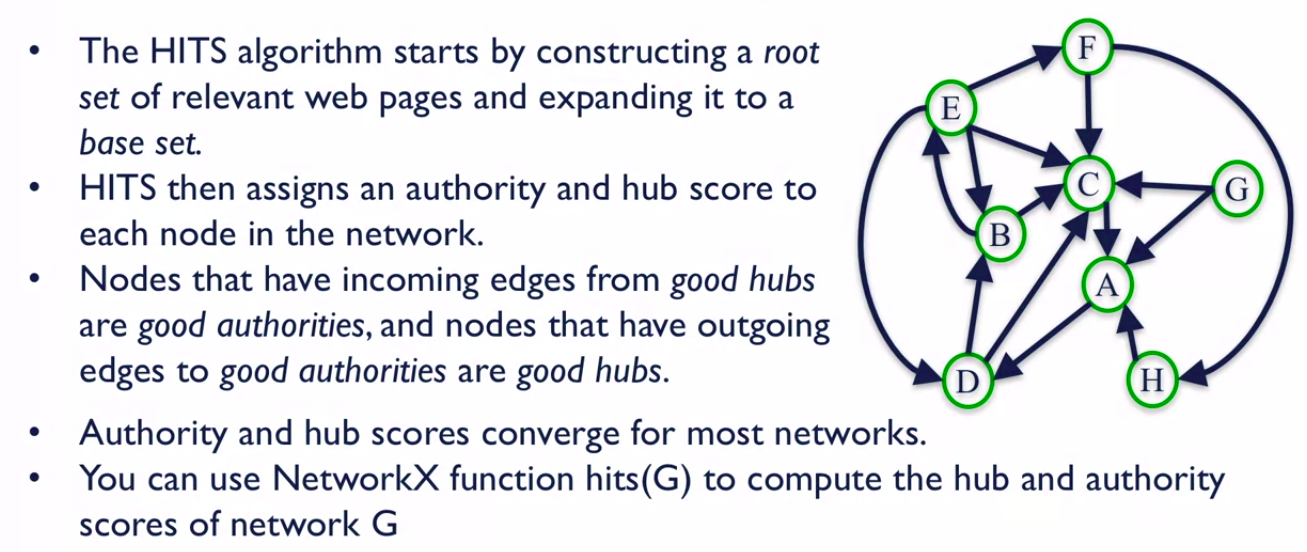 • The HITS algorithm starts by constructing a root
set of relevant web pages and expanding it to a
base set.
• HITS then assigns an authority and hub score to
each node in the network.
• Nodes that have incoming edges from good hubs
are good authorities, and nodes that have outgoing
edges to good authorities are good hubs.
• Authority and hub scores converge for most networks.
• You can use NetworkX function hits(G) to compute the hub and authority
scores of network G
F
E
C
G
B
A
D
H